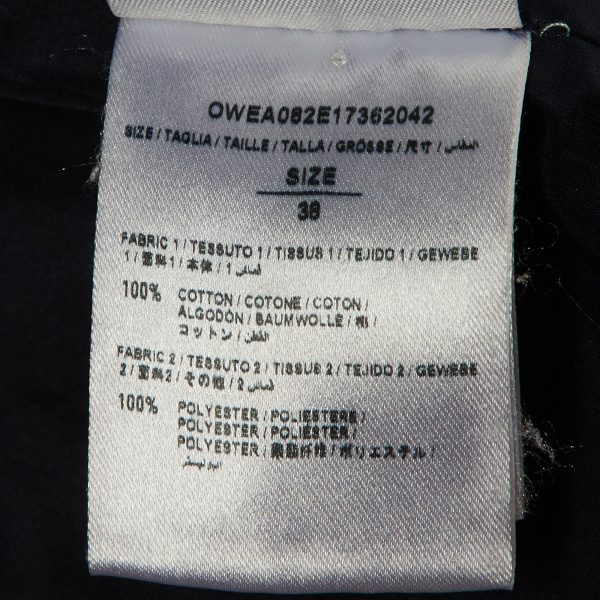 OWEA082E17362042
SIZE / TAGLIA / TAILLE / TALLA / GRÖSSE / 尺寸 / المقاس
SIZE
38
FABRIC 1 / TESSUTO 1 / TISSUS 1 / TEJIDO 1 / GEWEBE
1 / 面料1 / 本体 / قماش 1
100% COTTON / COTONE / COTON /
ALGODÓN / BAUMWOLLE / 棉 /
コットン / القطن
FABRIC 2 / TESSUTO 2 / TISSUS 2 / TEJIDO 2 / GEWEBE
2 / 面料2 / その他 / قماش 2
100% POLYESTER / POLIESTERE /
POLYESTER / POLIÉSTER /
POLYESTER / 聚酯纤维 / ポリエステル /
البوليستر